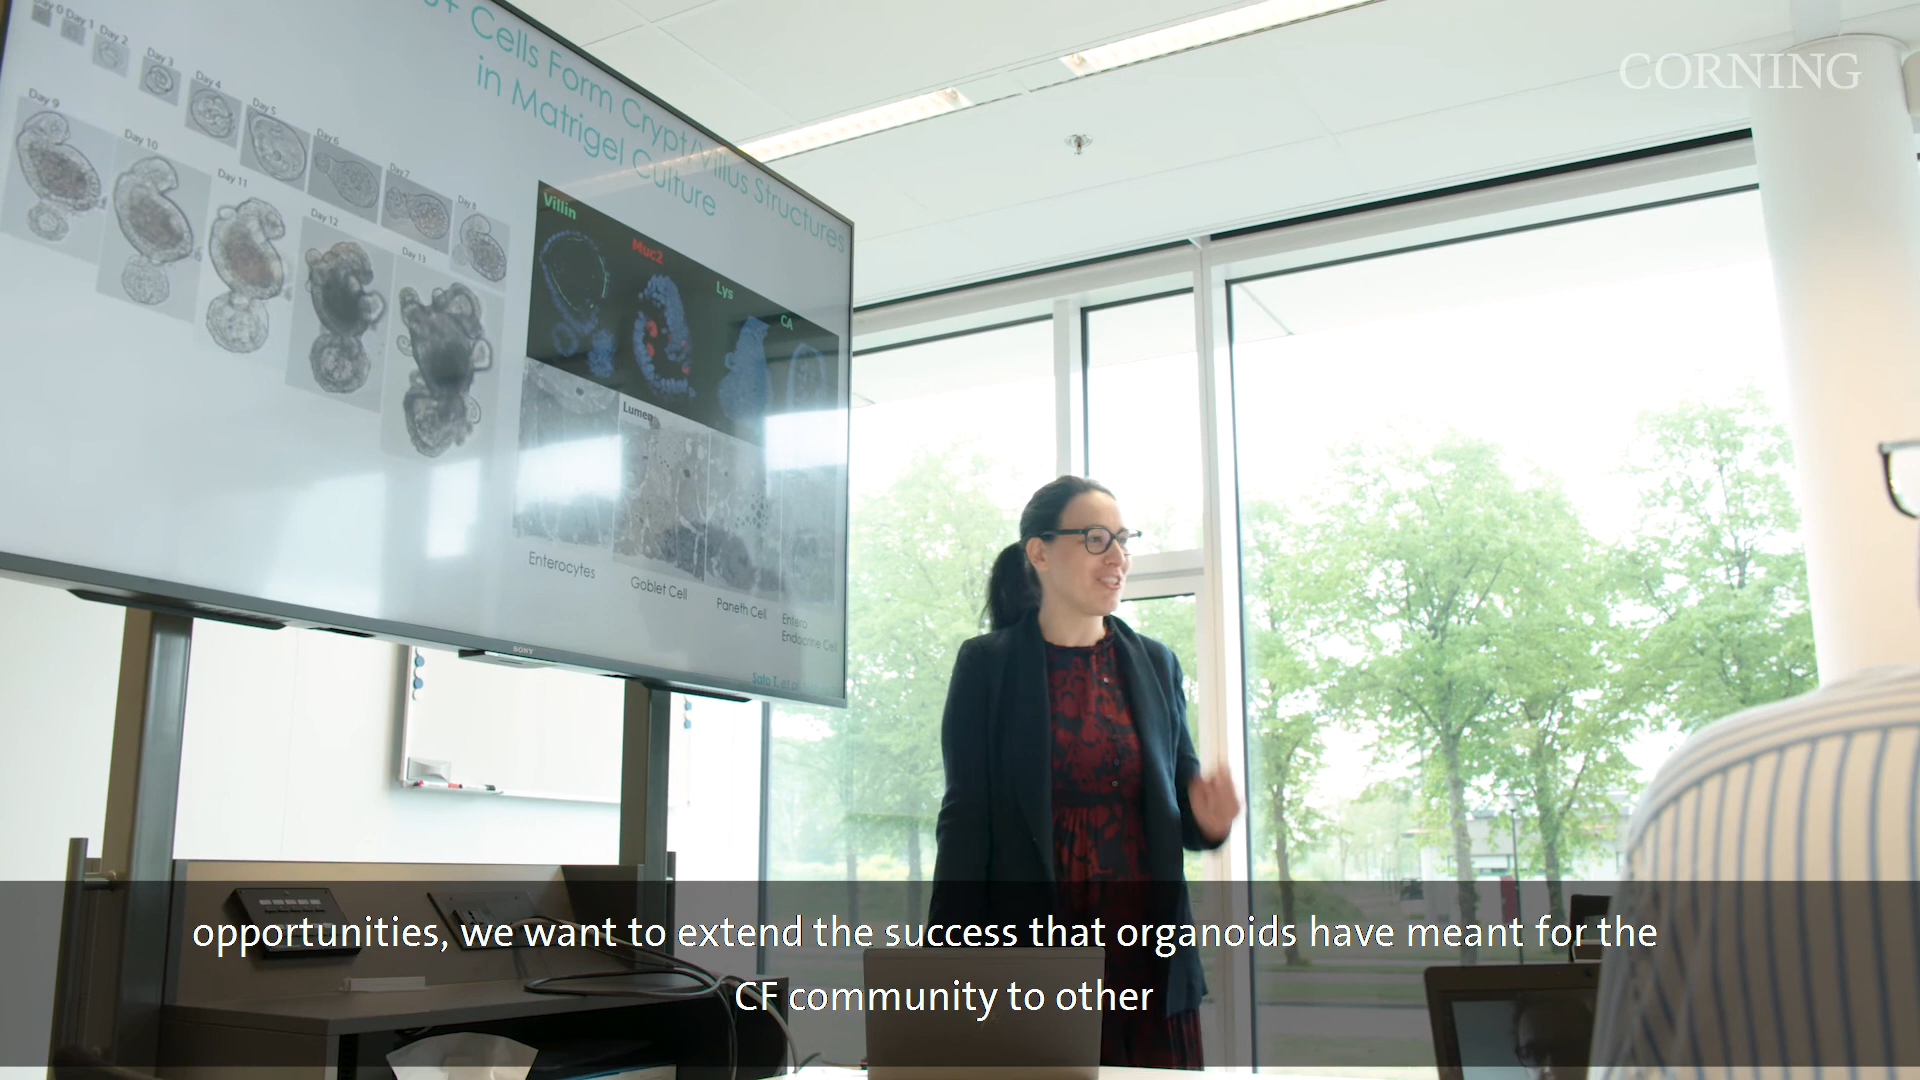 Cells Form Crypt/Villus Structures
in Matrigel Culture
Day 0
Day 1
Day 2
Day 3
Day 4
Day 5
Day 6
Day 7
Day 8
Day 9
Day 10
Day 11
Day 12
Day 13
Villin
Muc2
Lys
CA
Lumen
Enterocytes
Goblet Cell
Paneth Cell
Entero
Endocrine Cell
Sato T. et al
SONY
CORNING
opportunities, we want to extend the success that organoids have meant for the
CF community to other